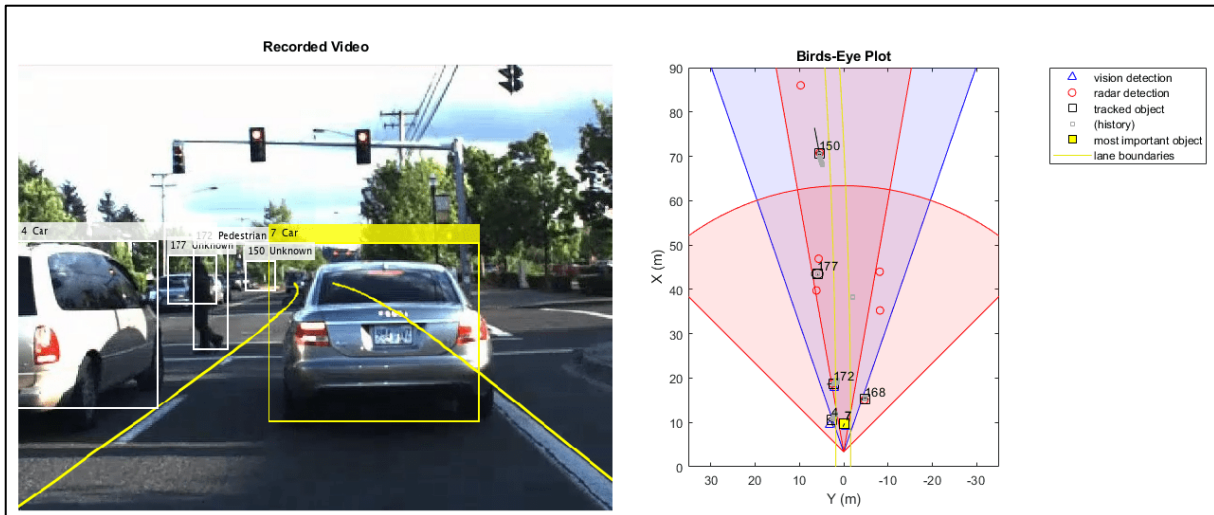 Recorded Video
4 Car
172 Pedestrian
7 Car
177 Unknown
150 Unknown
Birds-Eye Plot
90
80
70
60
50
40
30
20
10
0
X (m)
150
177
172
168
4
7
30
20
10
0
-10
-20
-30
Y (m)
vision detection
radar detection
tracked object
(history)
most important object
lane boundaries